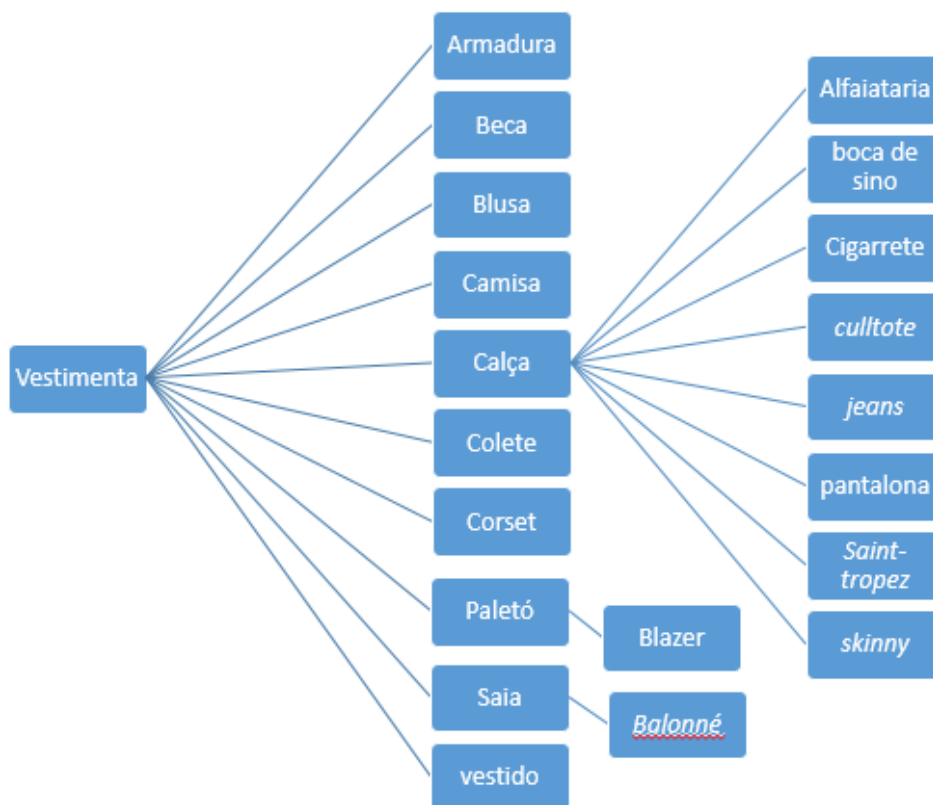 Vestimenta
Armadura
Beca
Blusa
Camisa
Calça
Colete
Corset
Paletó
Saia
vestido
Blazer
Balonné
Alfaiataria
boca de
sino
Cigarrete
culltote
jeans
pantalona
Saint-
tropez
skinny